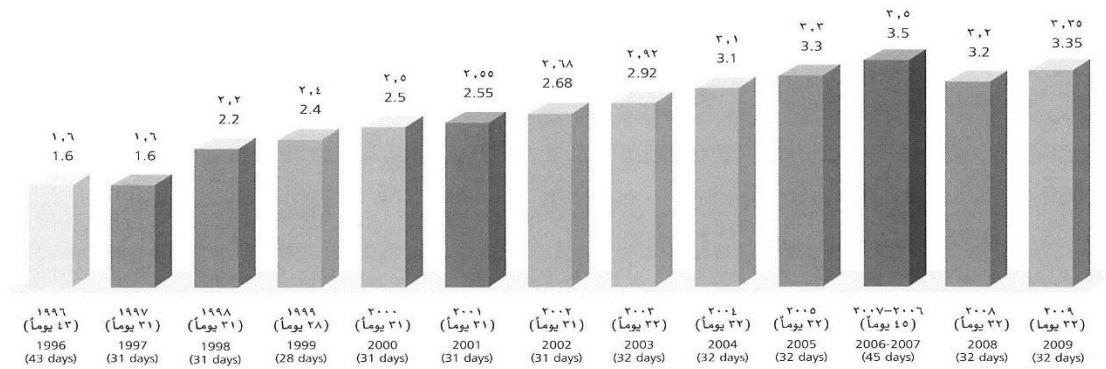 ١,٦
1.6
١,٦
1.6
٢,٢
2.2
٢,٤
2.4
٢,٥
2.5
٢,٥٥
2.55
٢,٦٨
2.68
٢,٩٢
2.92
٣,١
3.1
٣,٣
3.3
٣,٥
3.5
٣,٢
3.2
٣,٣٥
3.35
١٩٩٦
(٤٣ يوماً)
1996
(43 days)
١٩٩٧
(٣١ يوماً)
1997
(31 days)
١٩٩٨
(٣١ يوماً)
1998
(31 days)
١٩٩٩
(٢٨ يوماً)
1999
(28 days)
٢٠٠٠
(٣١ يوماً)
2000
(31 days)
٢٠٠١
(٣١ يوماً)
2001
(31 days)
٢٠٠٢
(٣١ يوماً)
2002
(31 days)
٢٠٠٣
(٣٢ يوماً)
2003
(32 days)
٢٠٠٤
(٣٢ يوماً)
2004
(32 days)
٢٠٠٥
(٣٢ يوماً)
2005
(32 days)
٢٠٠٦-٢٠٠٧
(٤٥ يوماً)
2006-2007
(45 days)
٢٠٠٨
(٣٢ يوماً)
2008
(32 days)
٢٠٠٩
(٣٢ يوماً)
2009
(32 days)